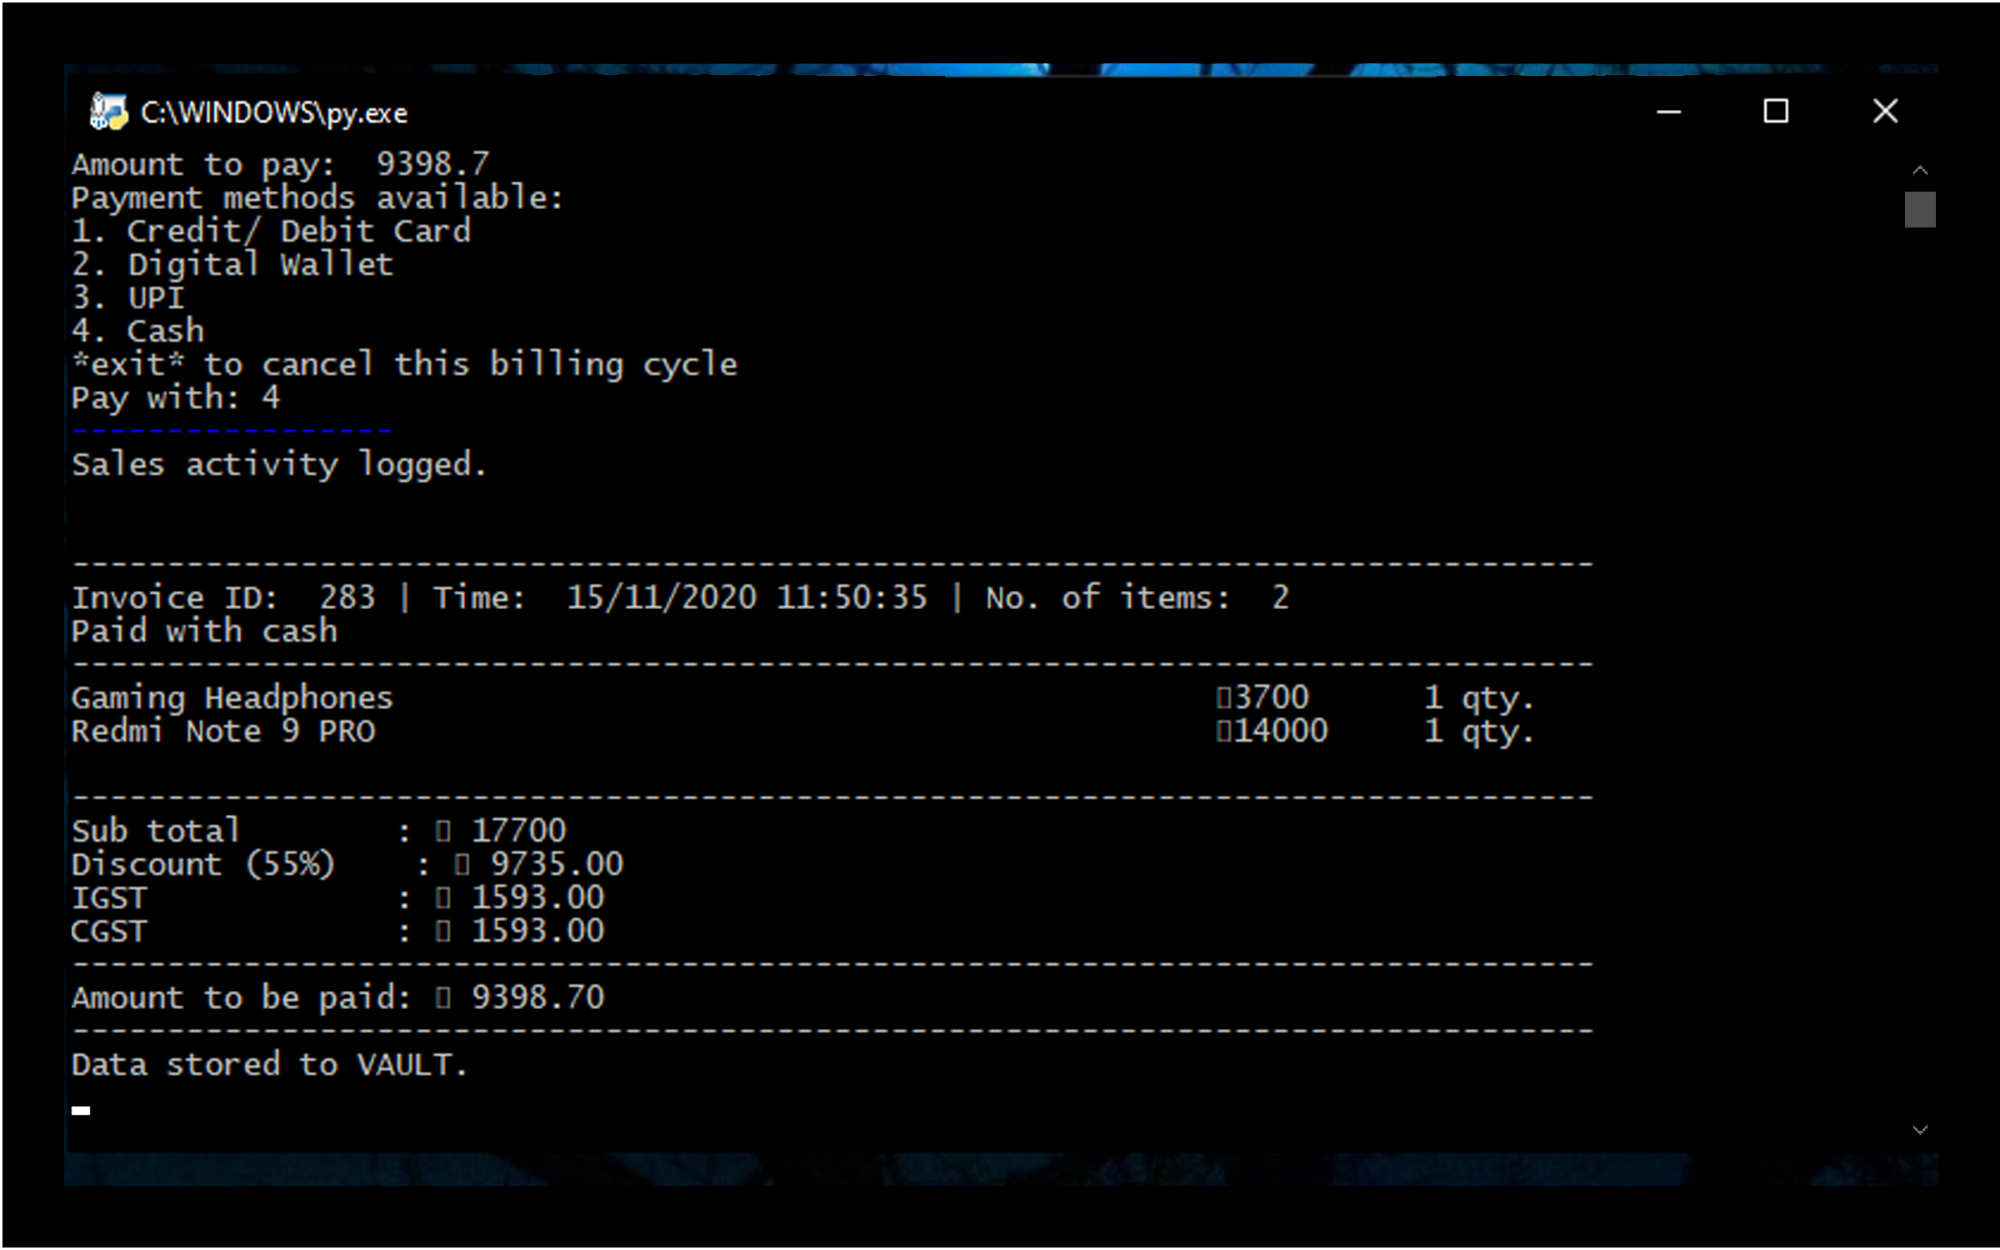 C:\WINDOWS\py.exe
Amount to pay:  9398.7
Payment methods available:
1. Credit/ Debit Card
2. Digital Wallet
3. UPI
4. Cash
*exit* to cancel this billing cycle
Pay with: 4
-----------------
Sales activity logged.
--------------------------------------------------------------------------------
Invoice ID:  283 | Time:  15/11/2020 11:50:35 | No. of items:  2
Paid with cash
--------------------------------------------------------------------------------
Gaming Headphones                                           ▯3700      1 qty.
Redmi Note 9 PRO                                            ▯14000     1 qty.
--------------------------------------------------------------------------------
Sub total        : ▯ 17700
Discount (55%)    : ▯ 9735.00
IGST             : ▯ 1593.00
CGST             : ▯ 1593.00
--------------------------------------------------------------------------------
Amount to be paid: ▯ 9398.70
--------------------------------------------------------------------------------
Data stored to VAULT.